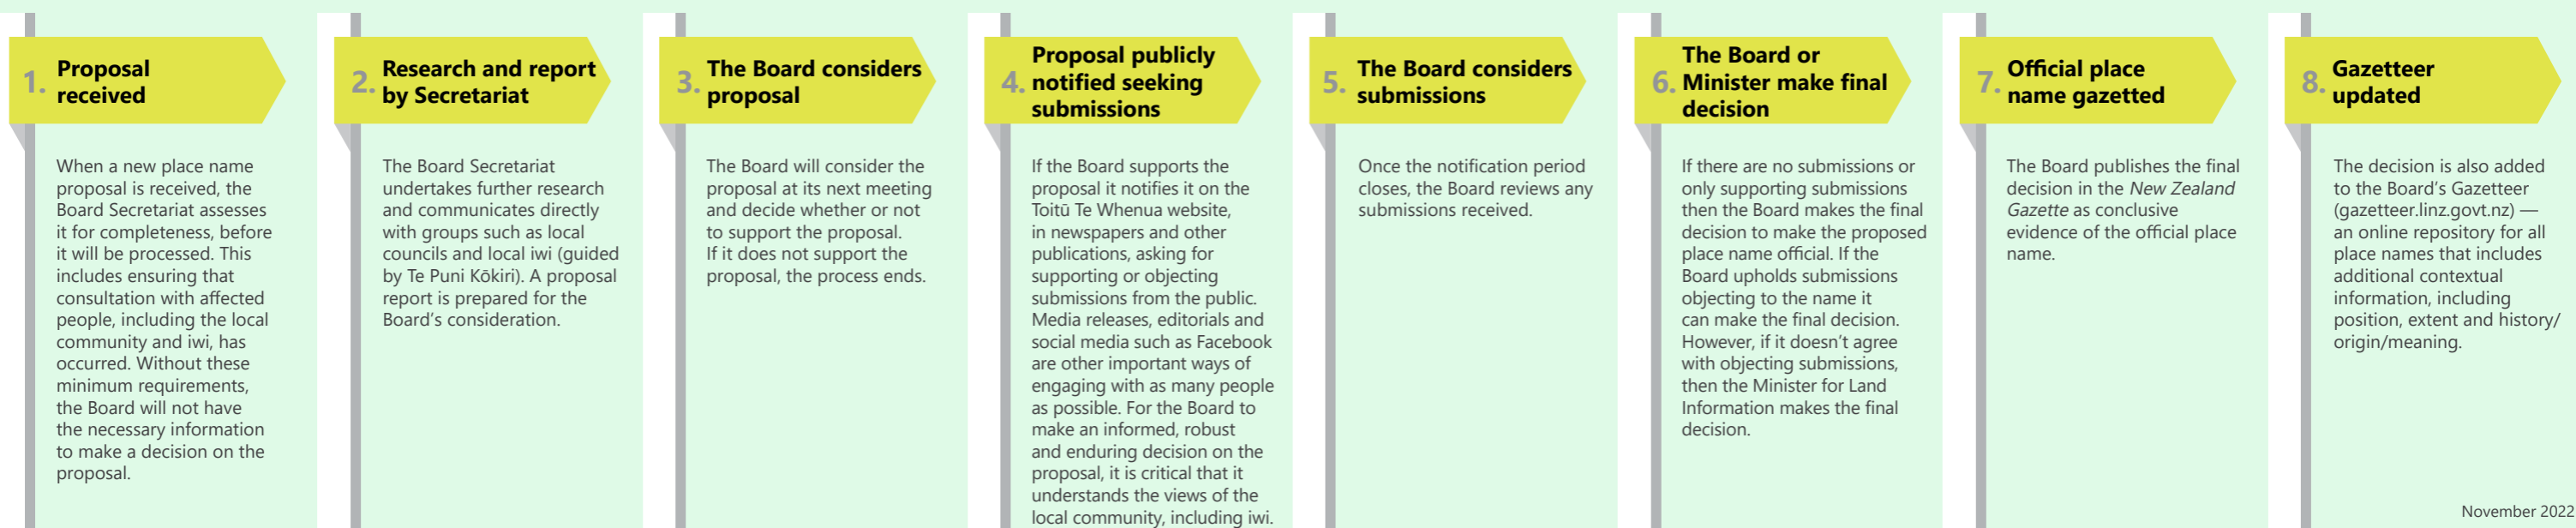 1. Proposal
received
When a new place name
proposal is received, the
Board Secretariat assesses
it for completeness, before
it will be processed. This
includes ensuring that
consultation with affected
people, including the local
community and iwi, has
occurred. Without these
minimum requirements,
the Board will not have
the necessary information
to make a decision on the
proposal.
2. Research and report
by Secretariat
The Board Secretariat
undertakes further research
and communicates directly
with groups such as local
councils and local iwi (guided
by Te Puni Kōkiri). A proposal
report is prepared for the
Board’s consideration.
3. The Board considers
proposal
The Board will consider the
proposal at its next meeting
and decide whether or not
to support the proposal.
If it does not support the
proposal, the process ends.
4. Proposal publicly
notified seeking
submissions
If the Board supports the
proposal it notifies it on the
Toitū Te Whenua website,
in newspapers and other
publications, asking for
supporting or objecting
submissions from the public.
Media releases, editorials and
social media such as Facebook
are other important ways of
engaging with as many people
as possible. For the Board to
make an informed, robust
and enduring decision on the
proposal, it is critical that it
understands the views of the
local community, including iwi.
5. The Board considers
submissions
Once the notification period
closes, the Board reviews any
submissions received.
6. The Board or
Minister make final
decision
If there are no submissions or
only supporting submissions
then the Board makes the final
decision to make the proposed
place name official. If the
Board upholds submissions
objecting to the name it
can make the final decision.
However, if it doesn’t agree
with objecting submissions,
then the Minister for Land
Information makes the final
decision.
7. Official place
name gazetted
The Board publishes the final
decision in the New Zealand
Gazette as conclusive
evidence of the official place
name.
8. Gazetteer
updated
The decision is also added
to the Board’s Gazetteer
(gazetteer.linz.govt.nz) —
an online repository for all
place names that includes
additional contextual
information, including
position, extent and history/
origin/meaning.
November 2022